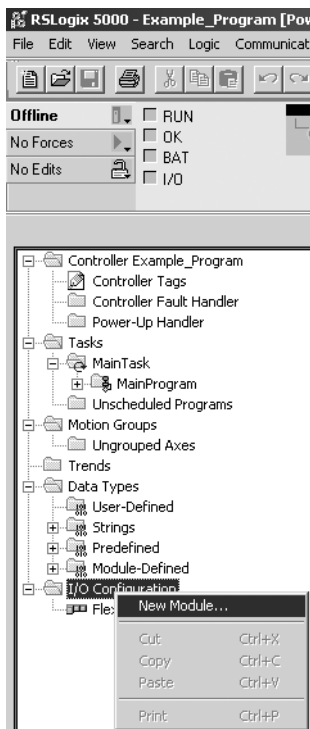 RSLogix 5000 - Example_Program [Pow
File Edit View Search Logic Communicat
Offline RUN
No Forces OK
No Edits BAT
I/O
Controller Example_Program
Controller Tags
Controller Fault Handler
Power-Up Handler
Tasks
MainTask
MainProgram
Unscheduled Programs
Motion Groups
Ungrouped Axes
Trends
Data Types
User-Defined
Strings
Predefined
Module-Defined
I/O Configuration
Flex
New Module...
Cut Ctrl+X
Copy Ctrl+C
Paste Ctrl+V
Print Ctrl+P